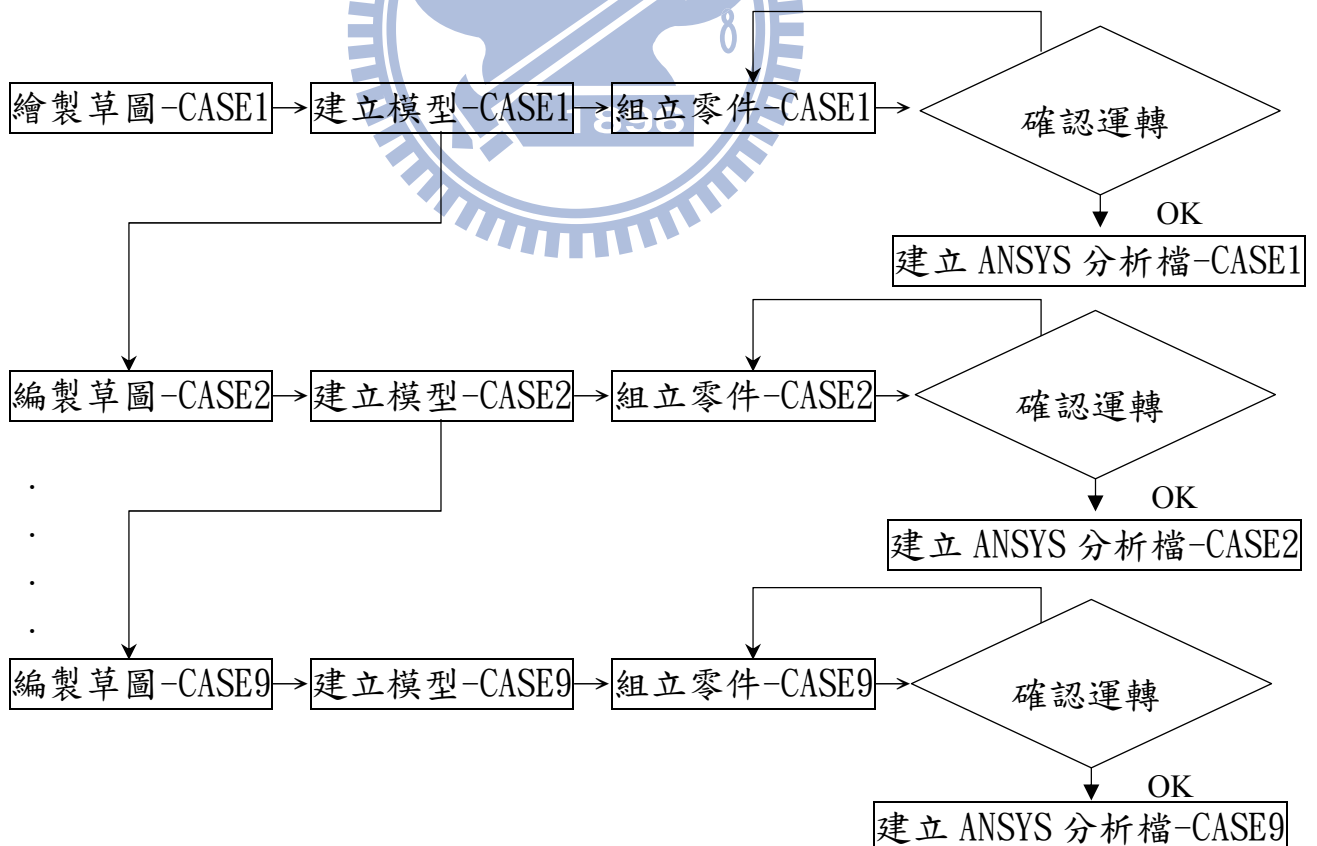 繪製草圖-CASE1
建立模型-CASE1
組立零件-CASE1
確認運轉
OK
建立 ANSYS 分析檔-CASE1
編製草圖-CASE2
建立模型-CASE2
組立零件-CASE2
確認運轉
OK
建立 ANSYS 分析檔-CASE2
.
.
.
.
編製草圖-CASE9
建立模型-CASE9
組立零件-CASE9
確認運轉
OK
建立 ANSYS 分析檔-CASE9
1896